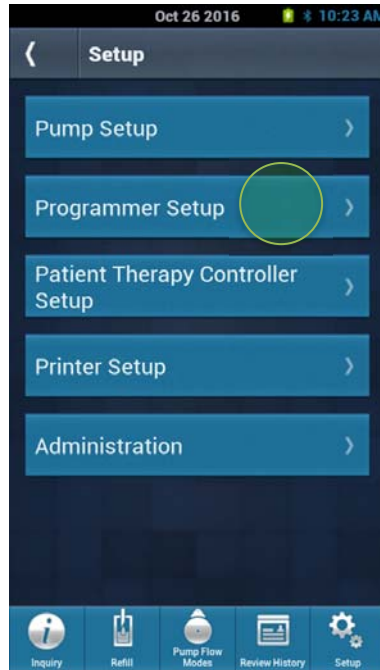 Oct 26 2016 10:23 AM
Setup
Pump Setup
Programmer Setup
Patient Therapy Controller
Setup
Printer Setup
Administration
Inquiry
Refill
Pump Flow
Modes
Review History
Setup